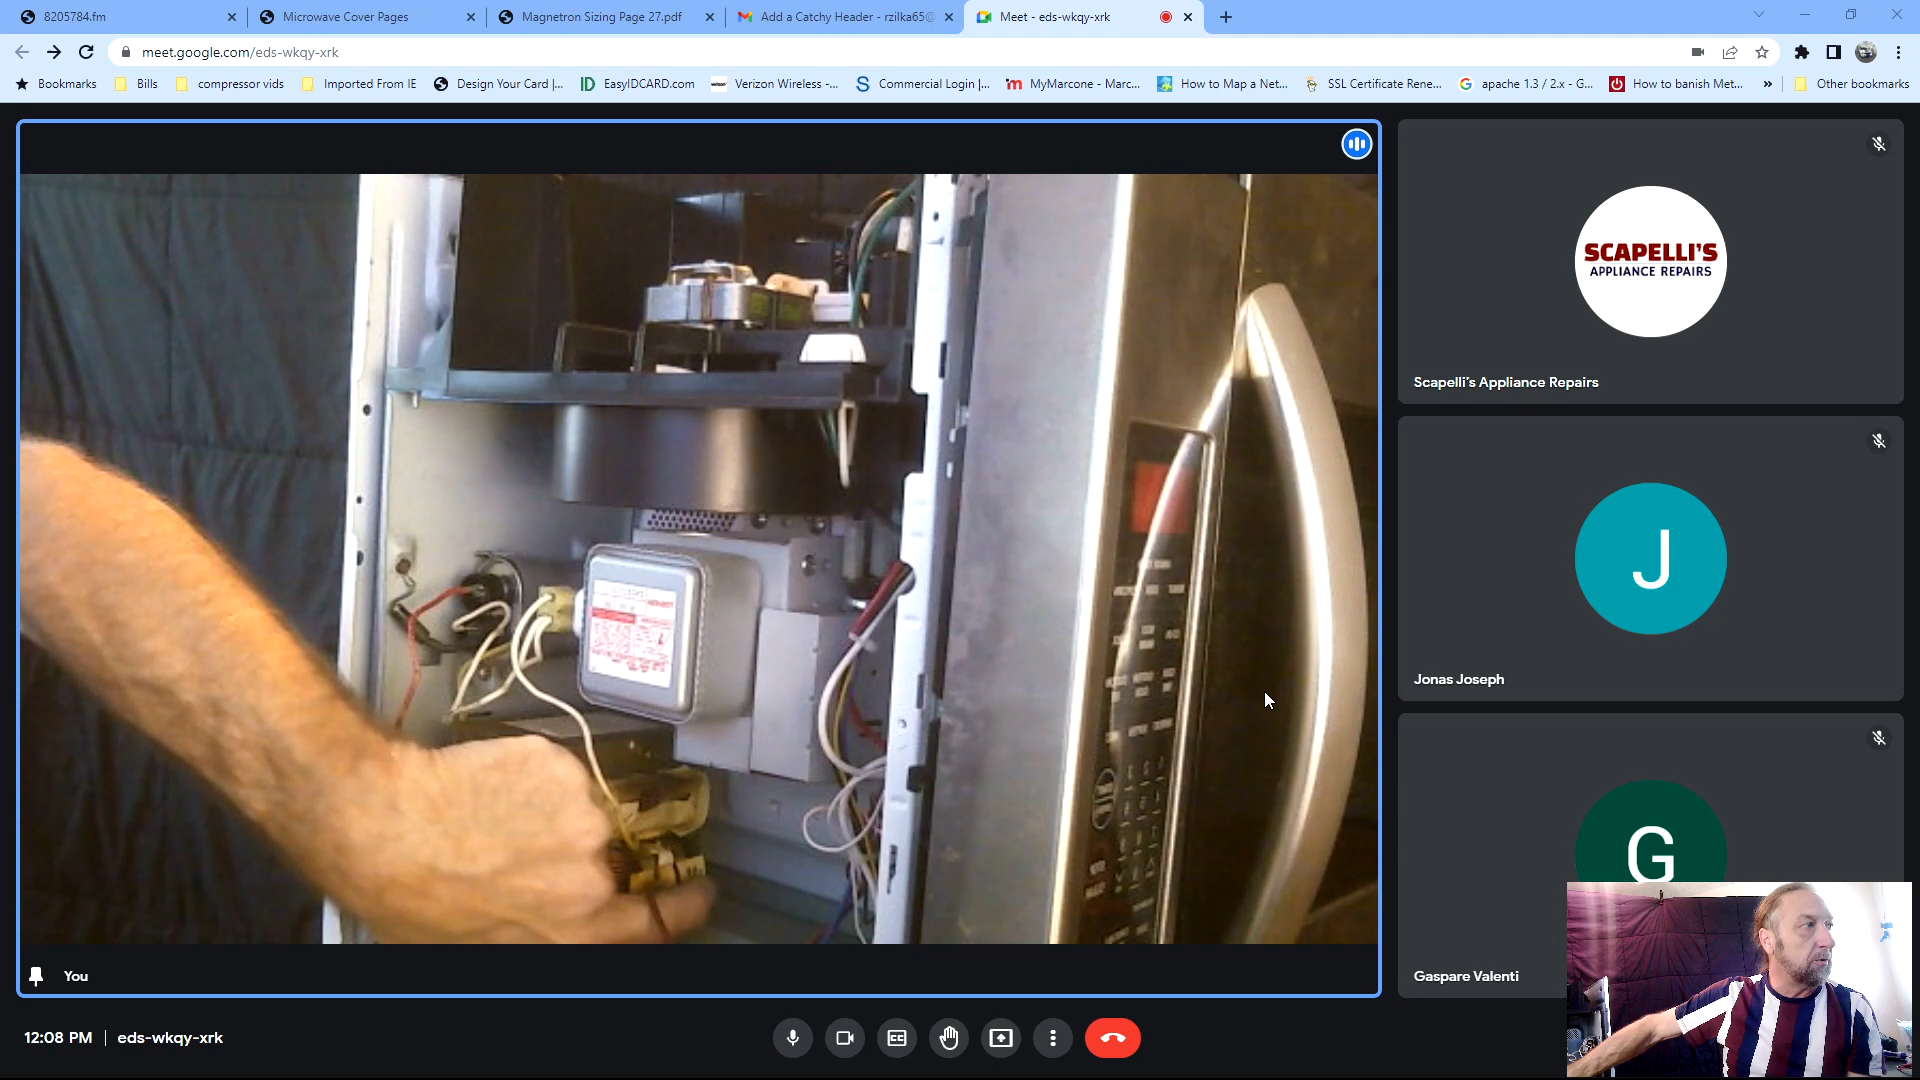 8205784.fm
Microwave Cover Pages
Magnetron Sizing Page 27.pdf
Add a Catchy Header - rzilka65@
Meet - eds-wkqy-xrk
meet.google.com/eds-wkqy-xrk
Bookmarks
Bills
compressor vids
Imported From IE
Design Your Card |...
EasyIDCARD.com
Verizon Wireless -...
Commercial Login |...
MyMarcone - Marc...
How to Map a Net...
SSL Certificate Rene...
apache 1.3 / 2.x - G...
How to banish Met...
»
Other bookmarks
SCAPELLI'S
APPLIANCE REPAIRS
Scapelli's Appliance Repairs
J
Jonas Joseph
G
Gaspare Valenti
You
12:08 PM | eds-wkqy-xrk